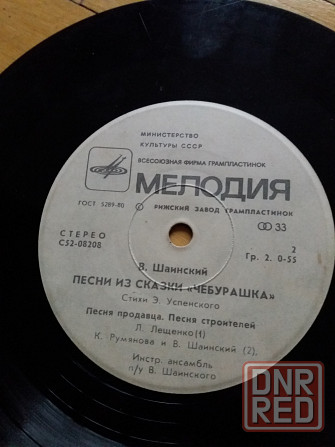 МИНИСТЕРСТВО
КУЛЬТУРЫ СССР
ВСЕСОЮЗНАЯ ФИРМА ГРАМПЛАСТИНОК
МЕЛОДИЯ
ГОСТ 5289-80
РИЖСКИЙ ЗАВОД ГРАМПЛАСТИНОК
33
СТЕРЕО
С52-08208
2
Гр. 2. 0-55
В. Шаинский
ПЕСНИ ИЗ СКАЗКИ «ЧЕБУРАШКА»
Стихи Э. Успенского
Песня продавца. Песня строителей
Л. Лещенко(1)
К. Румянова и В. Шаинский (2),
Инстр. ансамбль
п/у В. Шаинского
DNR
RED